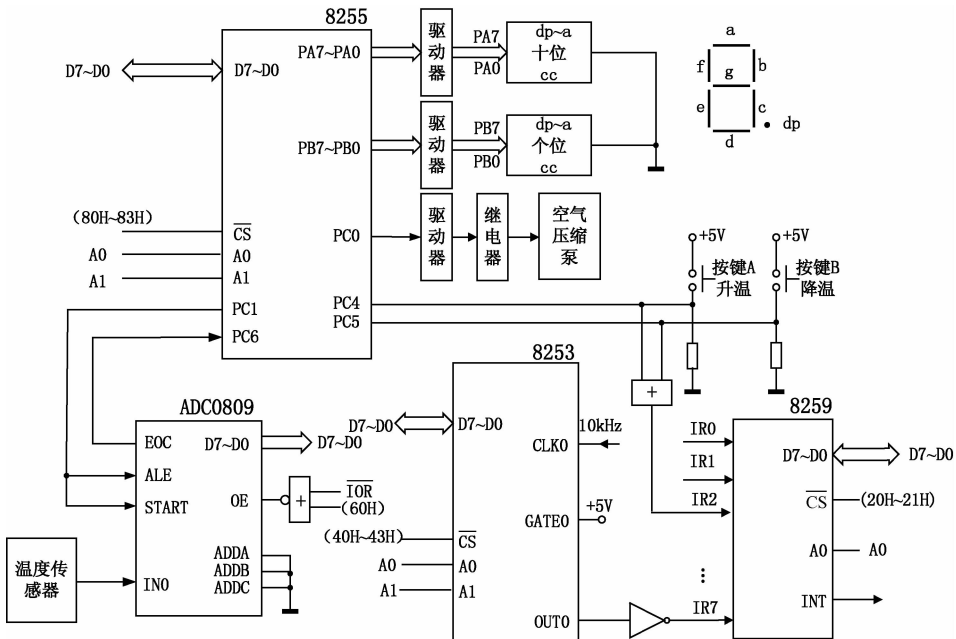 8255
D7~D0
D7~D0
PA7~PA0
驱动器
PA7
PA0
dp~a
十位
cc
PB7~PB0
驱动器
PB7
PB0
dp~a
个位
cc
a
f
g
b
e
c
d
dp
(80H~83H)
CS
A0
A0
A1
A1
PC0
驱动器
继电器
空气压缩泵
PC1
PC6
PC4
PC5
+5V
按键A
升温
+5V
按键B
降温
+
ADC0809
EOC
D7~D0
D7~D0
ALE
START
OE
+
IOR
(60H)
ADDA
ADDB
ADDC
IN0
温度传感器
8253
D7~D0
D7~D0
10kHz
CLK0
+5V
GATE0
(40H~43H)
CS
A0
A0
A1
A1
OUT0
8259
IR0
IR1
IR2
⋮
IR7
D7~D0
D7~D0
CS
(20H~21H)
A0
A0
INT